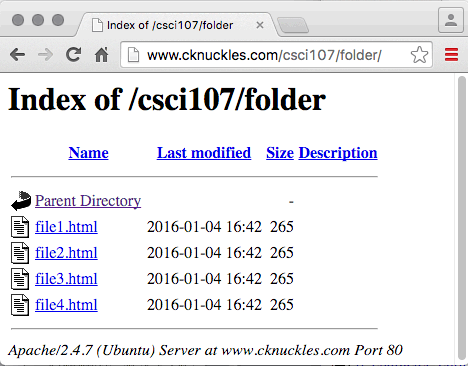 Index of /csci107/folder
www.cknuckles.com/csci107/folder/
Index of /csci107/folder
Name Last modified Size Description
Parent Directory -
file1.html 2016-01-04 16:42 265
file2.html 2016-01-04 16:42 265
file3.html 2016-01-04 16:42 265
file4.html 2016-01-04 16:42 265
Apache/2.4.7 (Ubuntu) Server at www.cknuckles.com Port 80